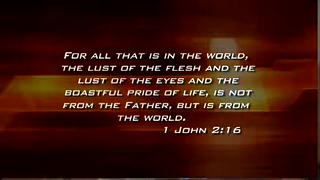 For all that is in the world,
the lust of the flesh and the
lust of the eyes and the
boastful pride of life, is not
from the Father, but is from
the world.
1 John 2:16